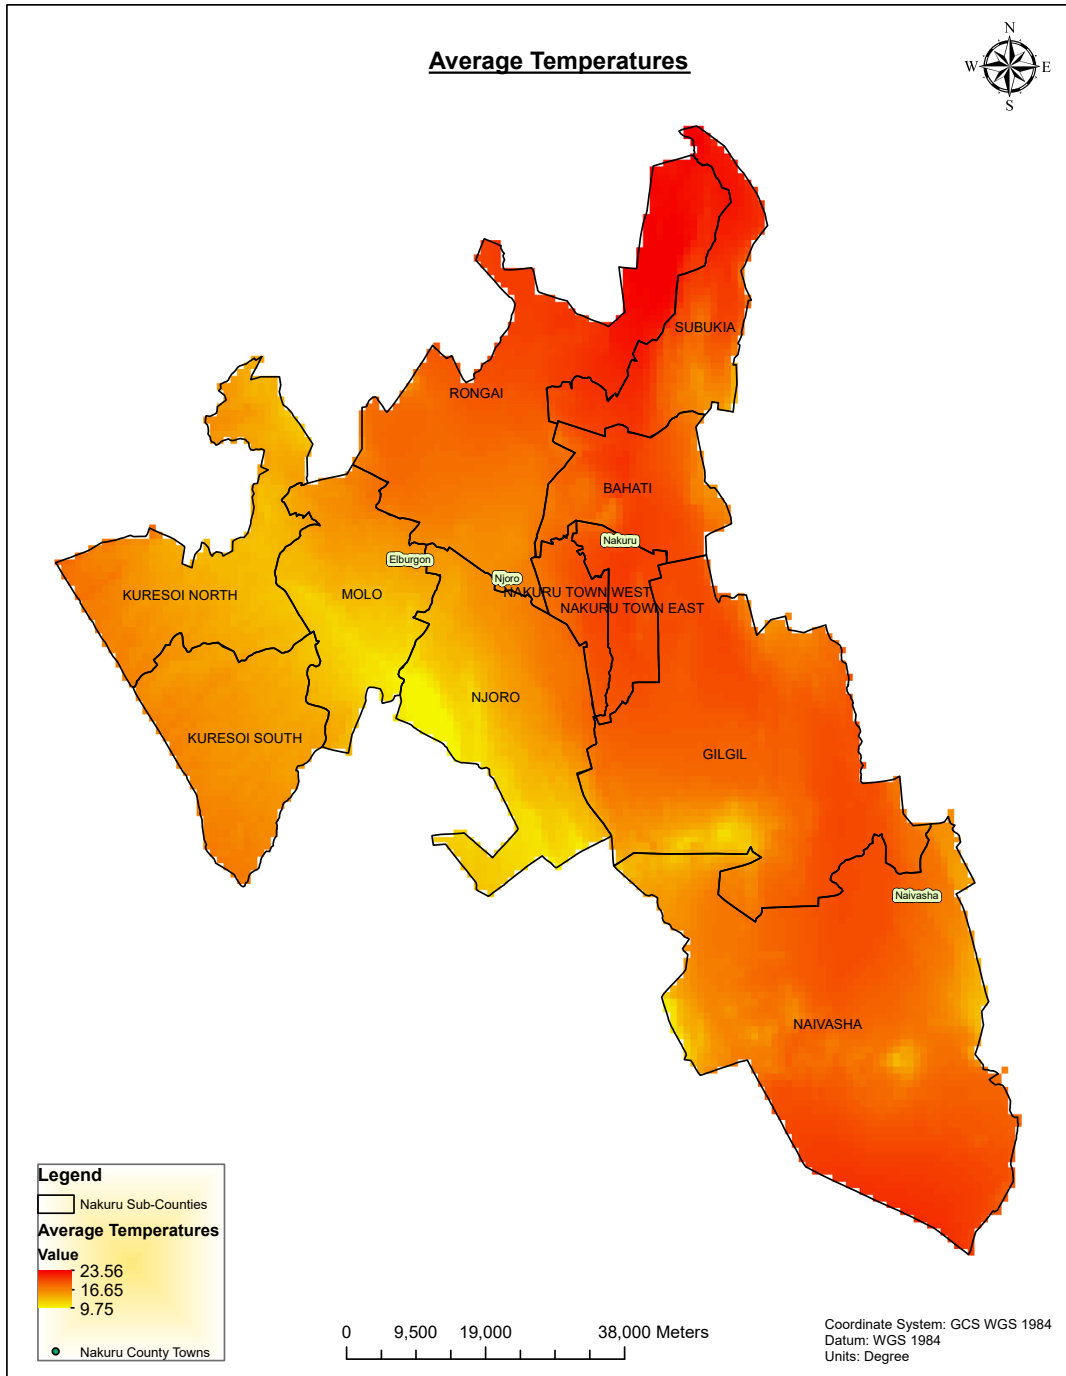 Average Temperatures
N
W
E
S
SUBUKIA
RONGAI
BAHATI
Nakuru
Elburgon
Njoro
NAKURU TOWN WEST
KURESOI NORTH
MOLO
NAKURU TOWN EAST
NJORO
KURESOI SOUTH
GILGIL
Naivasha
NAIVASHA
Legend
Nakuru Sub-Counties
Average Temperatures
Value
23.56
16.65
9.75
Nakuru County Towns
0 9,500 19,000 38,000 Meters
Coordinate System: GCS WGS 1984
Datum: WGS 1984
Units: Degree